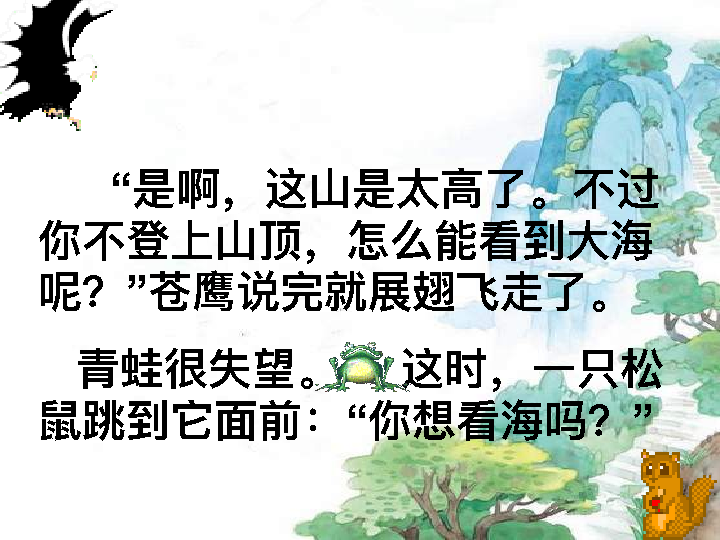 “是啊，这山是太高了。不过
你不登上山顶，怎么能看到大海
呢？”苍鹰说完就展翅飞走了。
青蛙很失望。这时，一只松
鼠跳到它面前：“你想看海吗？”